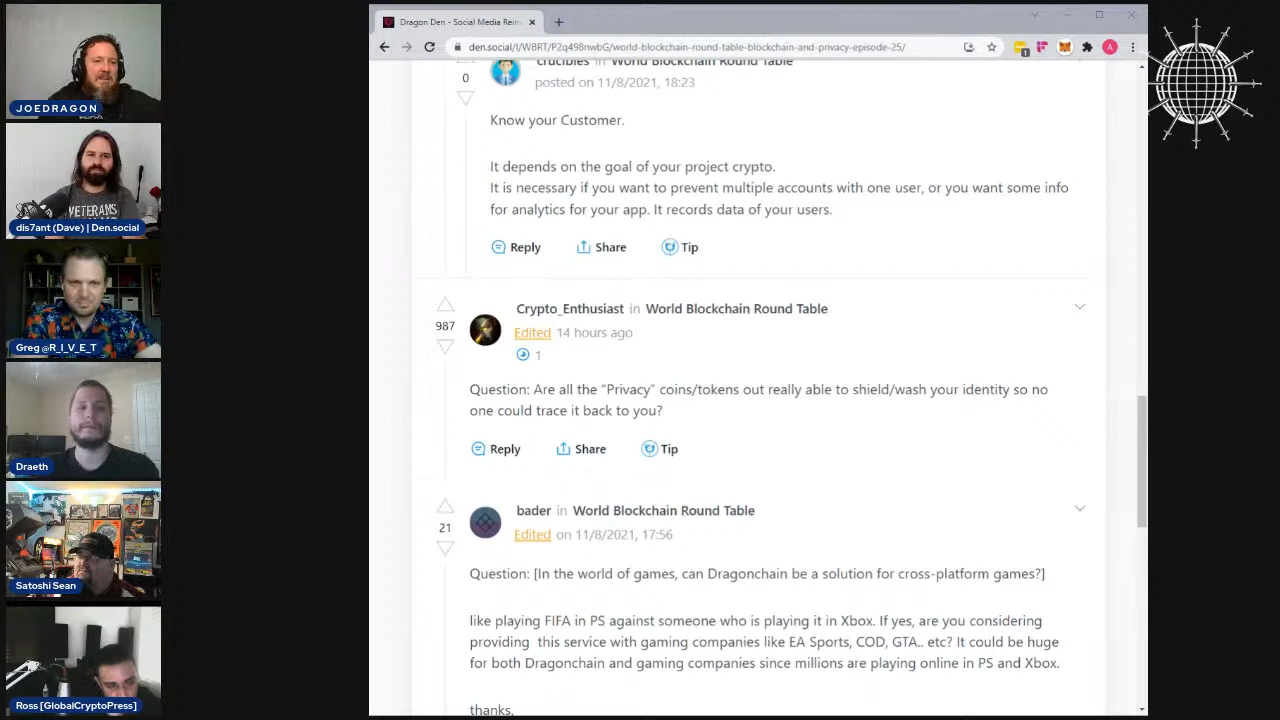 JOEDRAGON
VETERANS
dis7ant (Dave) | Den.social
Greg @R_I_V_E_T
Draeth
Satoshi Sean
Ross [GlobalCryptoPress]
Dragon Den - Social Media Rein
den.social/l/WBRT/P2q498nwbG/world-blockchain-round-table-blockchain-and-privacy-episode-25/
1
A
crucibles in World Blockchain Round Table
0
posted on 11/8/2021, 18:23
Know your Customer.
It depends on the goal of your project crypto.
It is necessary if you want to prevent multiple accounts with one user, or you want some info
for analytics for your app. It records data of your users.
Reply Share Tip
Crypto_Enthusiast in World Blockchain Round Table
987
Edited 14 hours ago
1
Question: Are all the “Privacy” coins/tokens out really able to shield/wash your identity so no
one could trace it back to you?
Reply Share Tip
bader in World Blockchain Round Table
21
Edited on 11/8/2021, 17:56
Question: [In the world of games, can Dragonchain be a solution for cross-platform games?]
like playing FIFA in PS against someone who is playing it in Xbox. If yes, are you considering
providing this service with gaming companies like EA Sports, COD, GTA.. etc? It could be huge
for both Dragonchain and gaming companies since millions are playing online in PS and Xbox.
thanks,